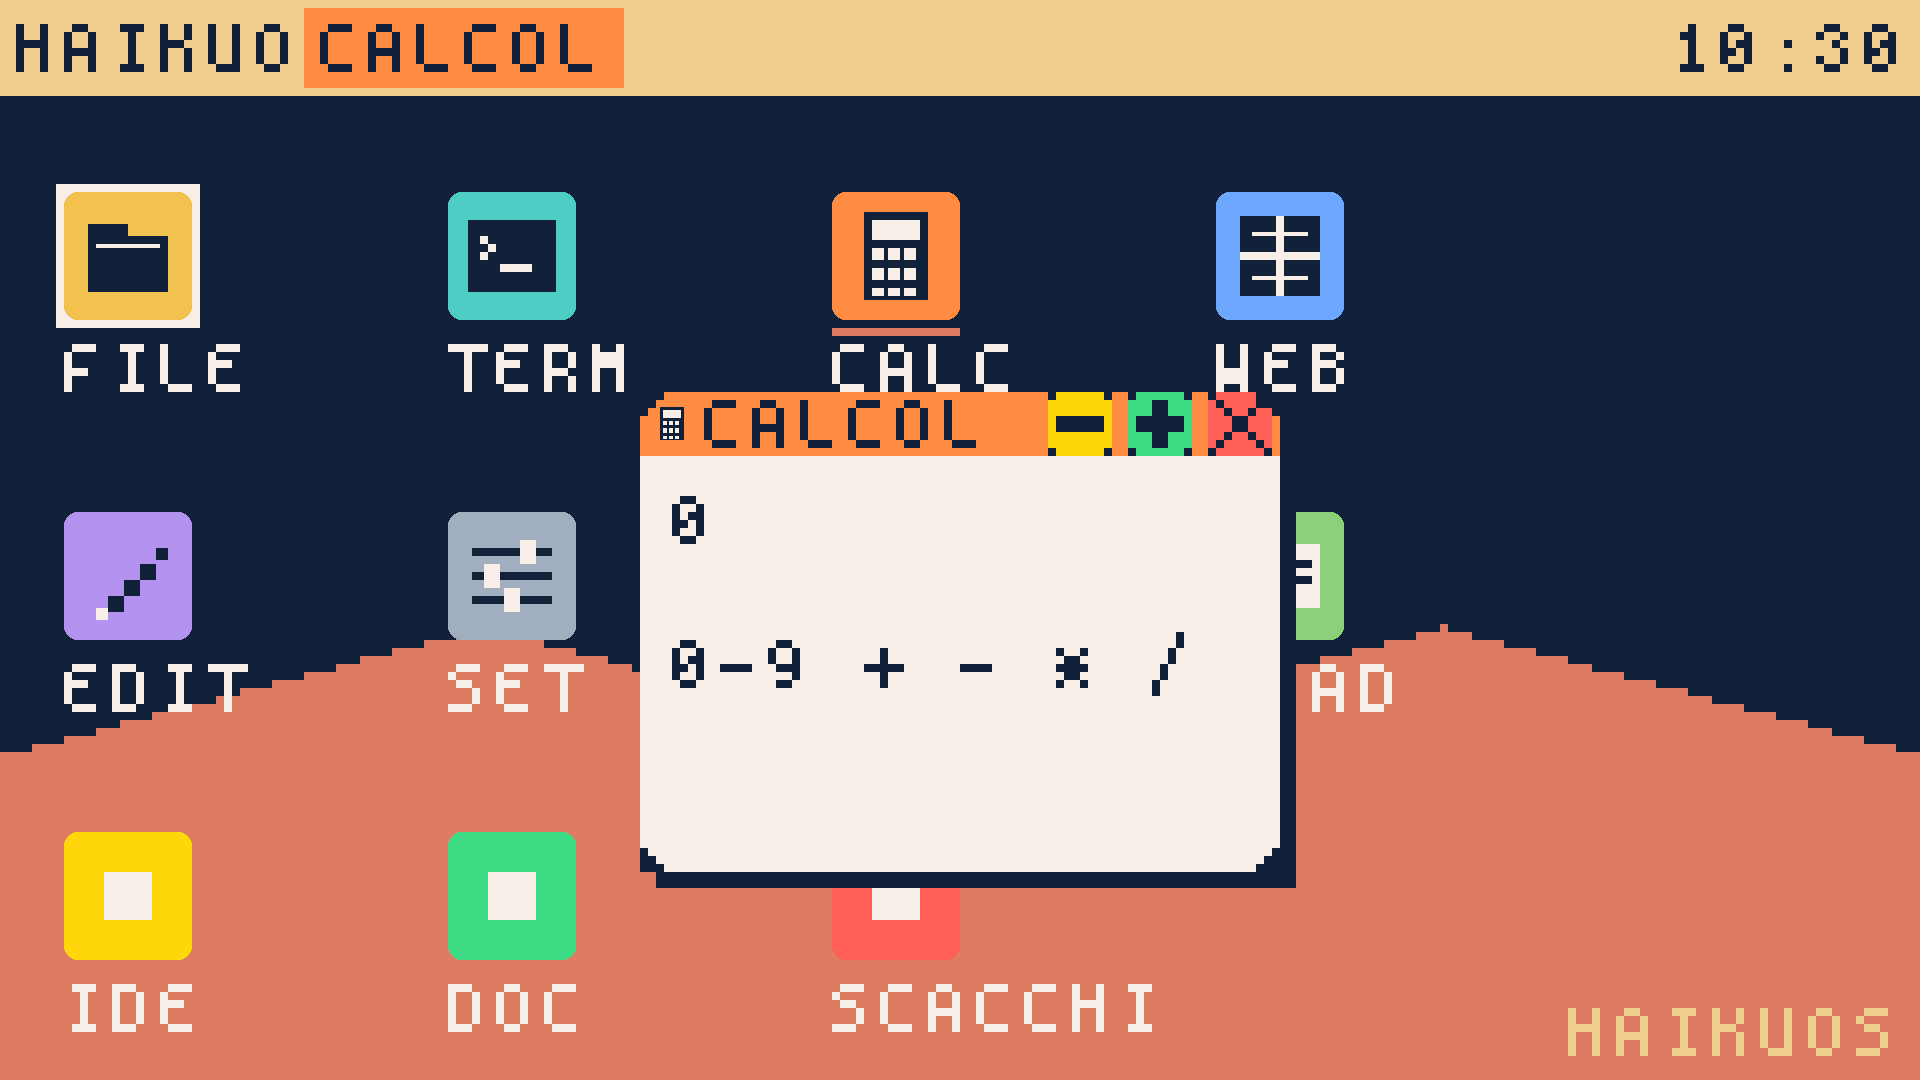 HAIKUO CALCOL 10:30
FILE TERM CALC WEB
CALCOL
0
0-9 + - * /
EDIT SET AD
IDE DOC SCACCHI
HAIKUOS